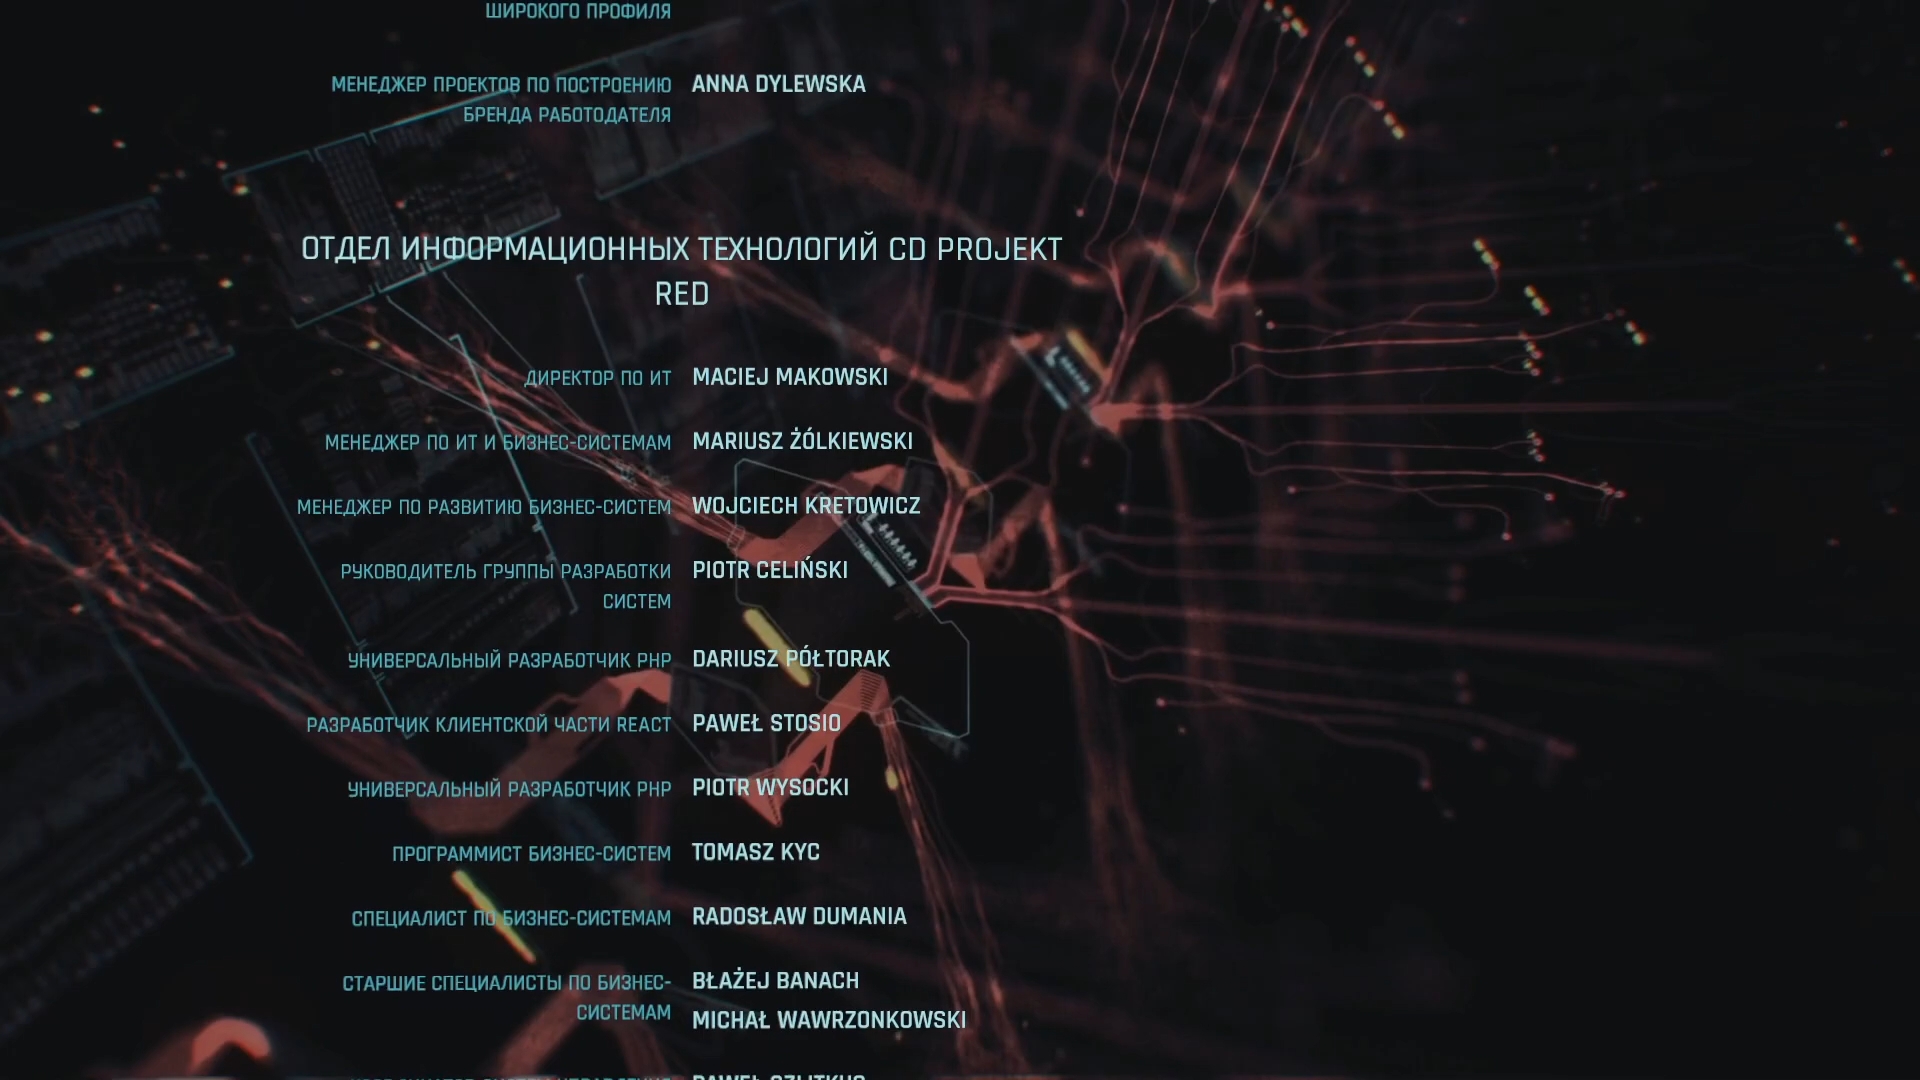 ШИРОКОГО ПРОФИЛЯ
МЕНЕДЖЕР ПРОЕКТОВ ПО ПОСТРОЕНИЮ ANNA DYLEWSKA
БРЕНДА РАБОТОДАТЕЛЯ
ОТДЕЛ ИНФОРМАЦИОННЫХ ТЕХНОЛОГИЙ CD PROJEKT
RED
ДИРЕКТОР ПО ИТ MACIEJ MAKOWSKI
МЕНЕДЖЕР ПО ИТ И БИЗНЕС-СИСТЕМАМ MARIUSZ ŻÓLKIEWSKI
МЕНЕДЖЕР ПО РАЗВИТИЮ БИЗНЕС-СИСТЕМ WOJCIECH KRETOWICZ
РУКОВОДИТЕЛЬ ГРУППЫ РАЗРАБОТКИ PIOTR CELIŃSKI
СИСТЕМ
УНИВЕРСАЛЬНЫЙ РАЗРАБОТЧИК PHP DARIUSZ PÓŁTORAK
РАЗРАБОТЧИК КЛИЕНТСКОЙ ЧАСТИ REACT PAWEŁ STOSIO
УНИВЕРСАЛЬНЫЙ РАЗРАБОТЧИК PHP PIOTR WYSOCKI
ПРОГРАММИСТ БИЗНЕС-СИСТЕМ TOMASZ KYC
СПЕЦИАЛИСТ ПО БИЗНЕС-СИСТЕМАМ RADOSŁAW DUMANIA
СТАРШИЕ СПЕЦИАЛИСТЫ ПО БИЗНЕС- BŁAŻEJ BANACH
СИСТЕМАМ MICHAŁ WAWRZONKOWSKI